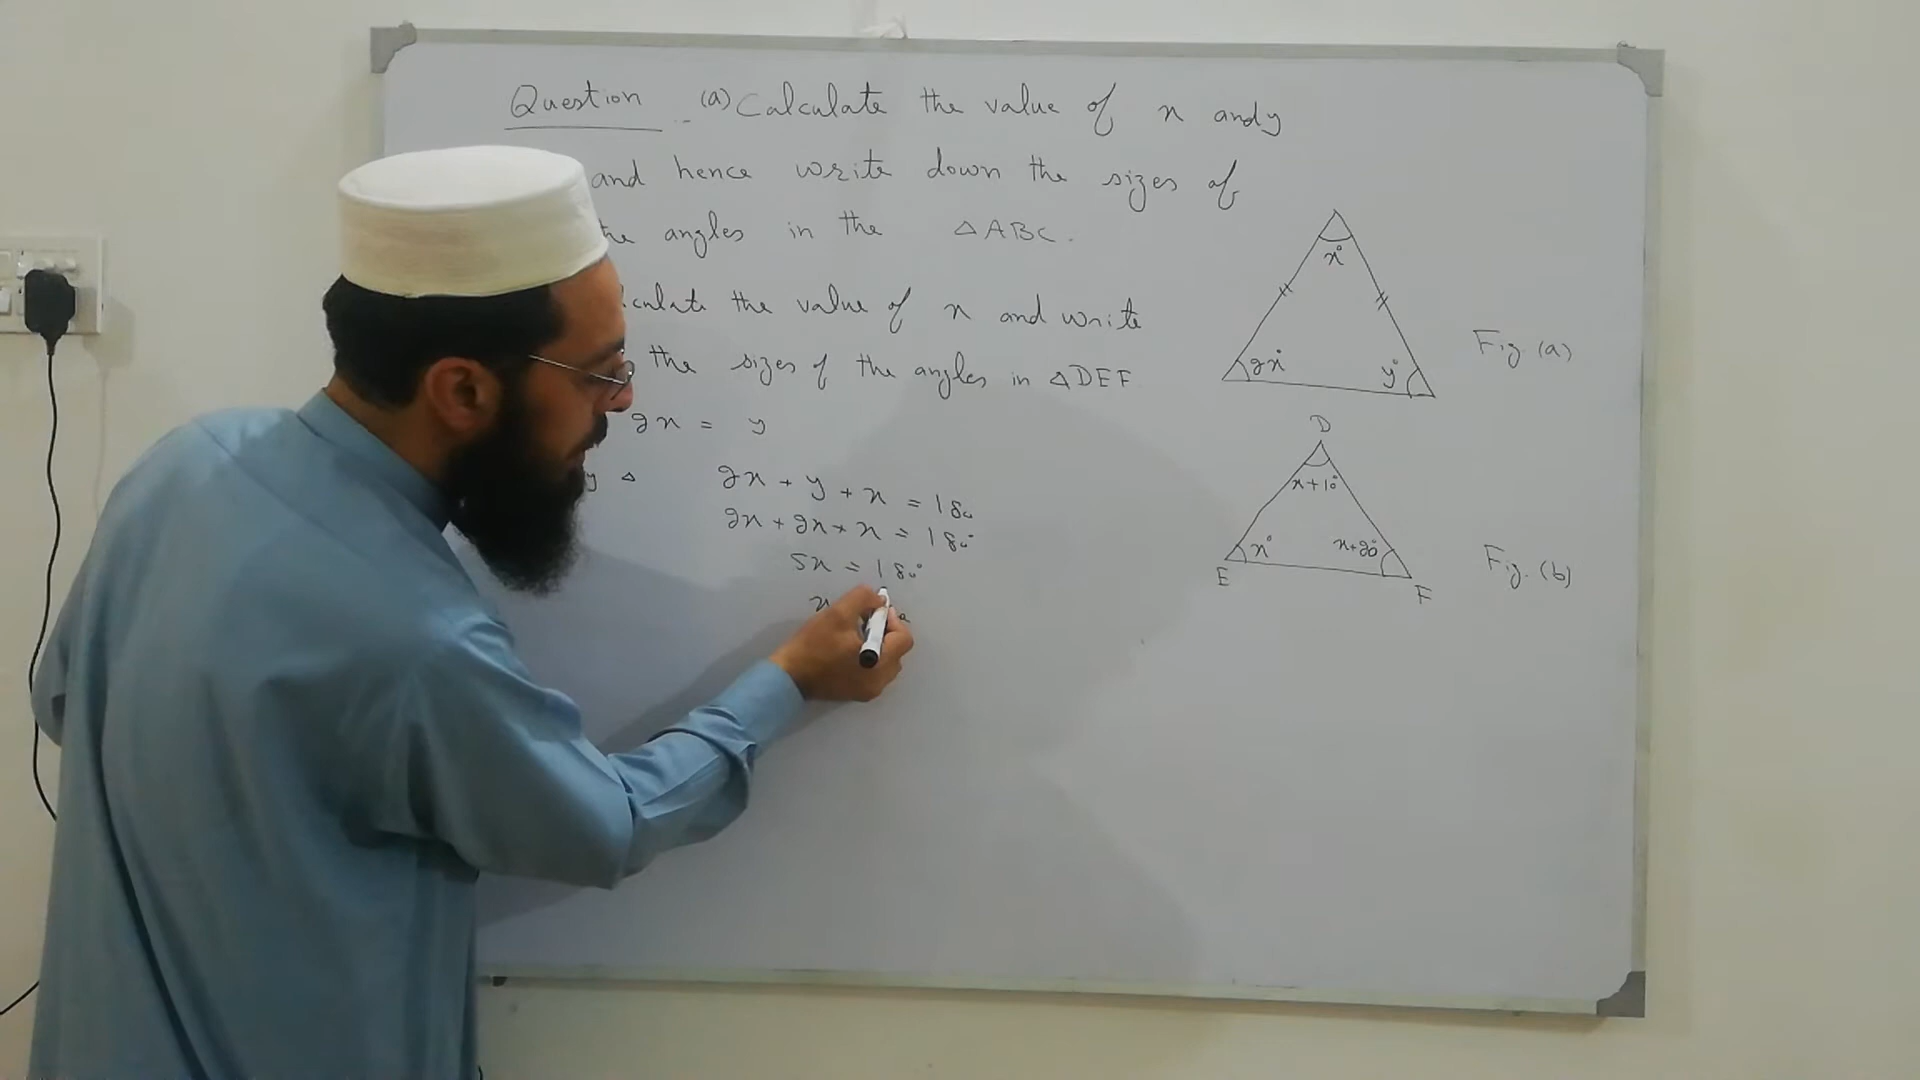 Question (a) Calculate the value of x and y
and hence write down the sizes of
the angles in the △ABC.
the value of x and write
the sizes of the angles in △DEF
2x = y
△ 2x + y + x = 180
2x + 2x + x = 180°
5x = 180°
x
x°
2x° y°
Fig (a)
D
x+10°
x° x+20°
E F
Fig. (b)